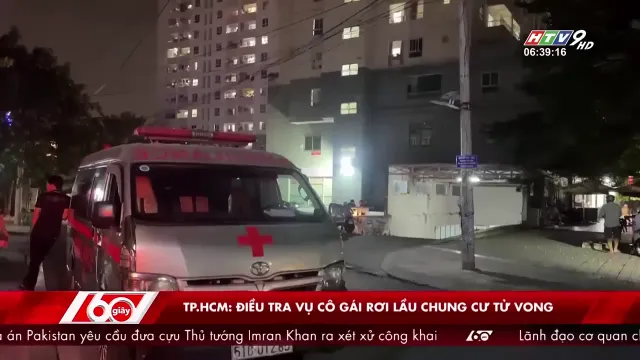 HTV9 HD
06:39:16
60 giây
TP.HCM: ĐIỀU TRA VỤ CÔ GÁI RƠI LẦU CHUNG CƯ TỬ VONG
a án Pakistan yêu cầu đưa cựu Thủ tướng Imran Khan ra xét xử công khai 60 Lãnh đạo cơ quan c